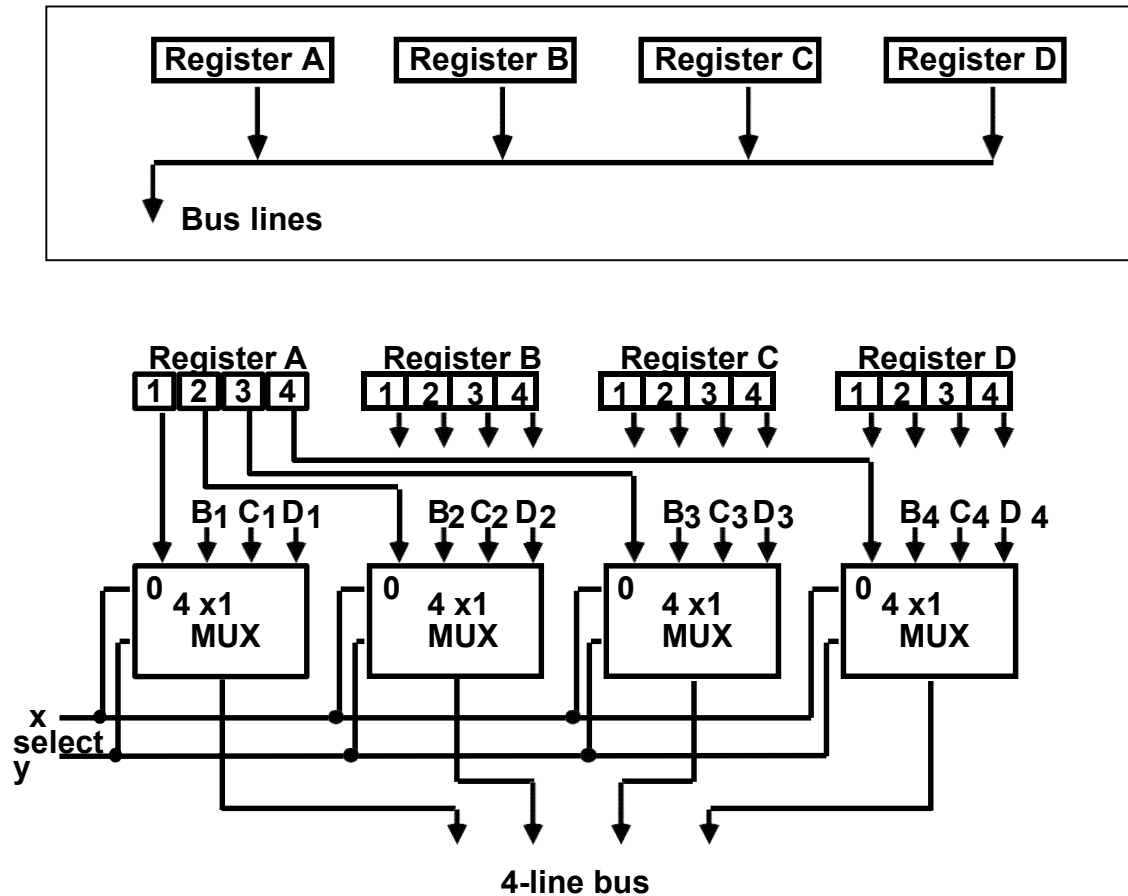 Register A Register B Register C Register D
Bus lines
Register A Register B Register C Register D
1 2 3 4 1 2 3 4 1 2 3 4 1 2 3 4
B1 C1 D1 B2 C2 D2 B3 C3 D3 B4 C4 D 4
0 0 0 0
4 x1 4 x1 4 x1 4 x1
MUX MUX MUX MUX
x
select
y
4-line bus